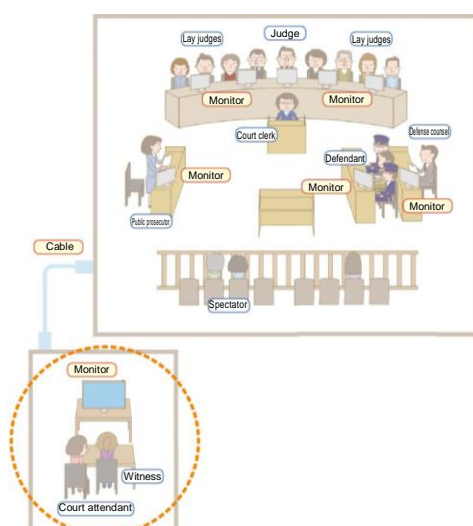 Judge
Lay judges
Lay judges
Monitor
Monitor
Court clerk
Defense counsel
Defendant
Monitor
Monitor
Monitor
Public prosecutor
Cable
Spectator
Monitor
Witness
Court attendant